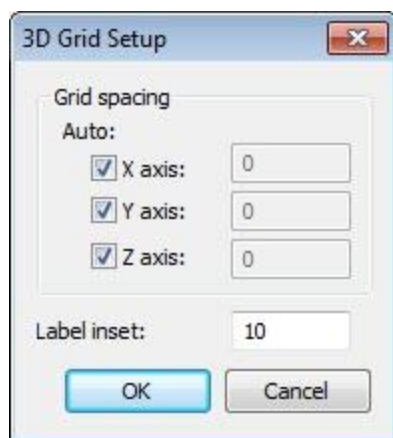 3D Grid Setup
Grid spacing
Auto:
X axis: 0
Y axis: 0
Z axis: 0
Label inset: 10
OK Cancel